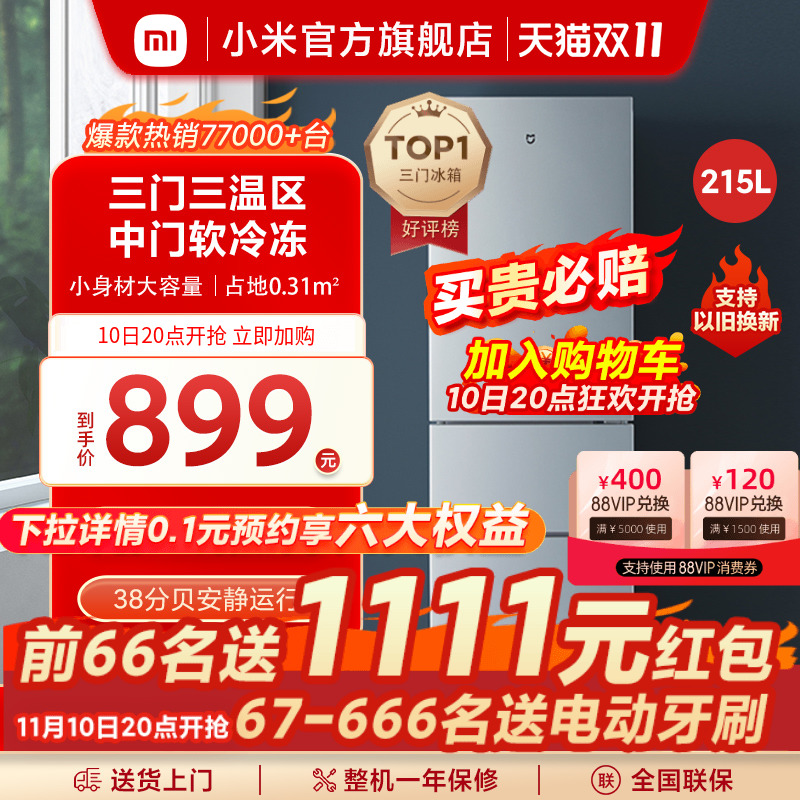 小米官方旗舰店 天猫双11
爆款热销77000+台
三门三温区
中门软冷冻
小身材大容量 占地0.31m²
10日20点开抢 立即加购
到手价 899元
TOP1
三门冰箱
好评榜
215L
买贵必赔
支持
以旧换新
加入购物车
10日20点狂欢开抢
¥400
88VIP兑换
满¥5000使用
¥120
88VIP兑换
满¥1500使用
支持使用88VIP消费券
下拉详情0.1元预约享六大权益
38分贝安静运行
前66名送1111元红包
11月10日20点开抢 67-666名送电动牙刷
送货上门 整机一年保修 联 全国联保